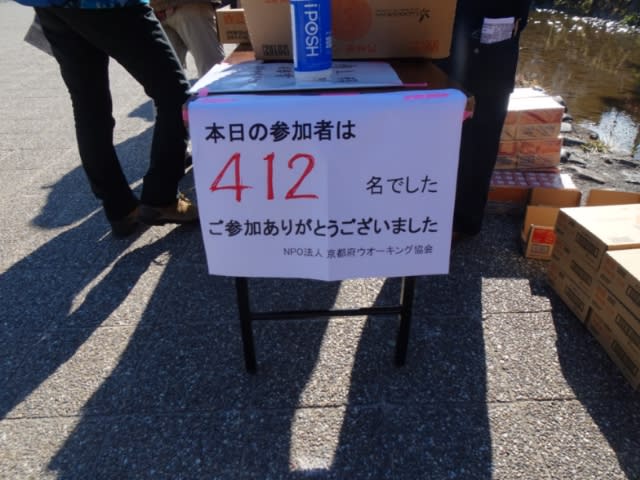 iPOSH
本日の参加者は
412 名でした
ご参加ありがとうございました
NPO法人 京都府ウオーキング協会